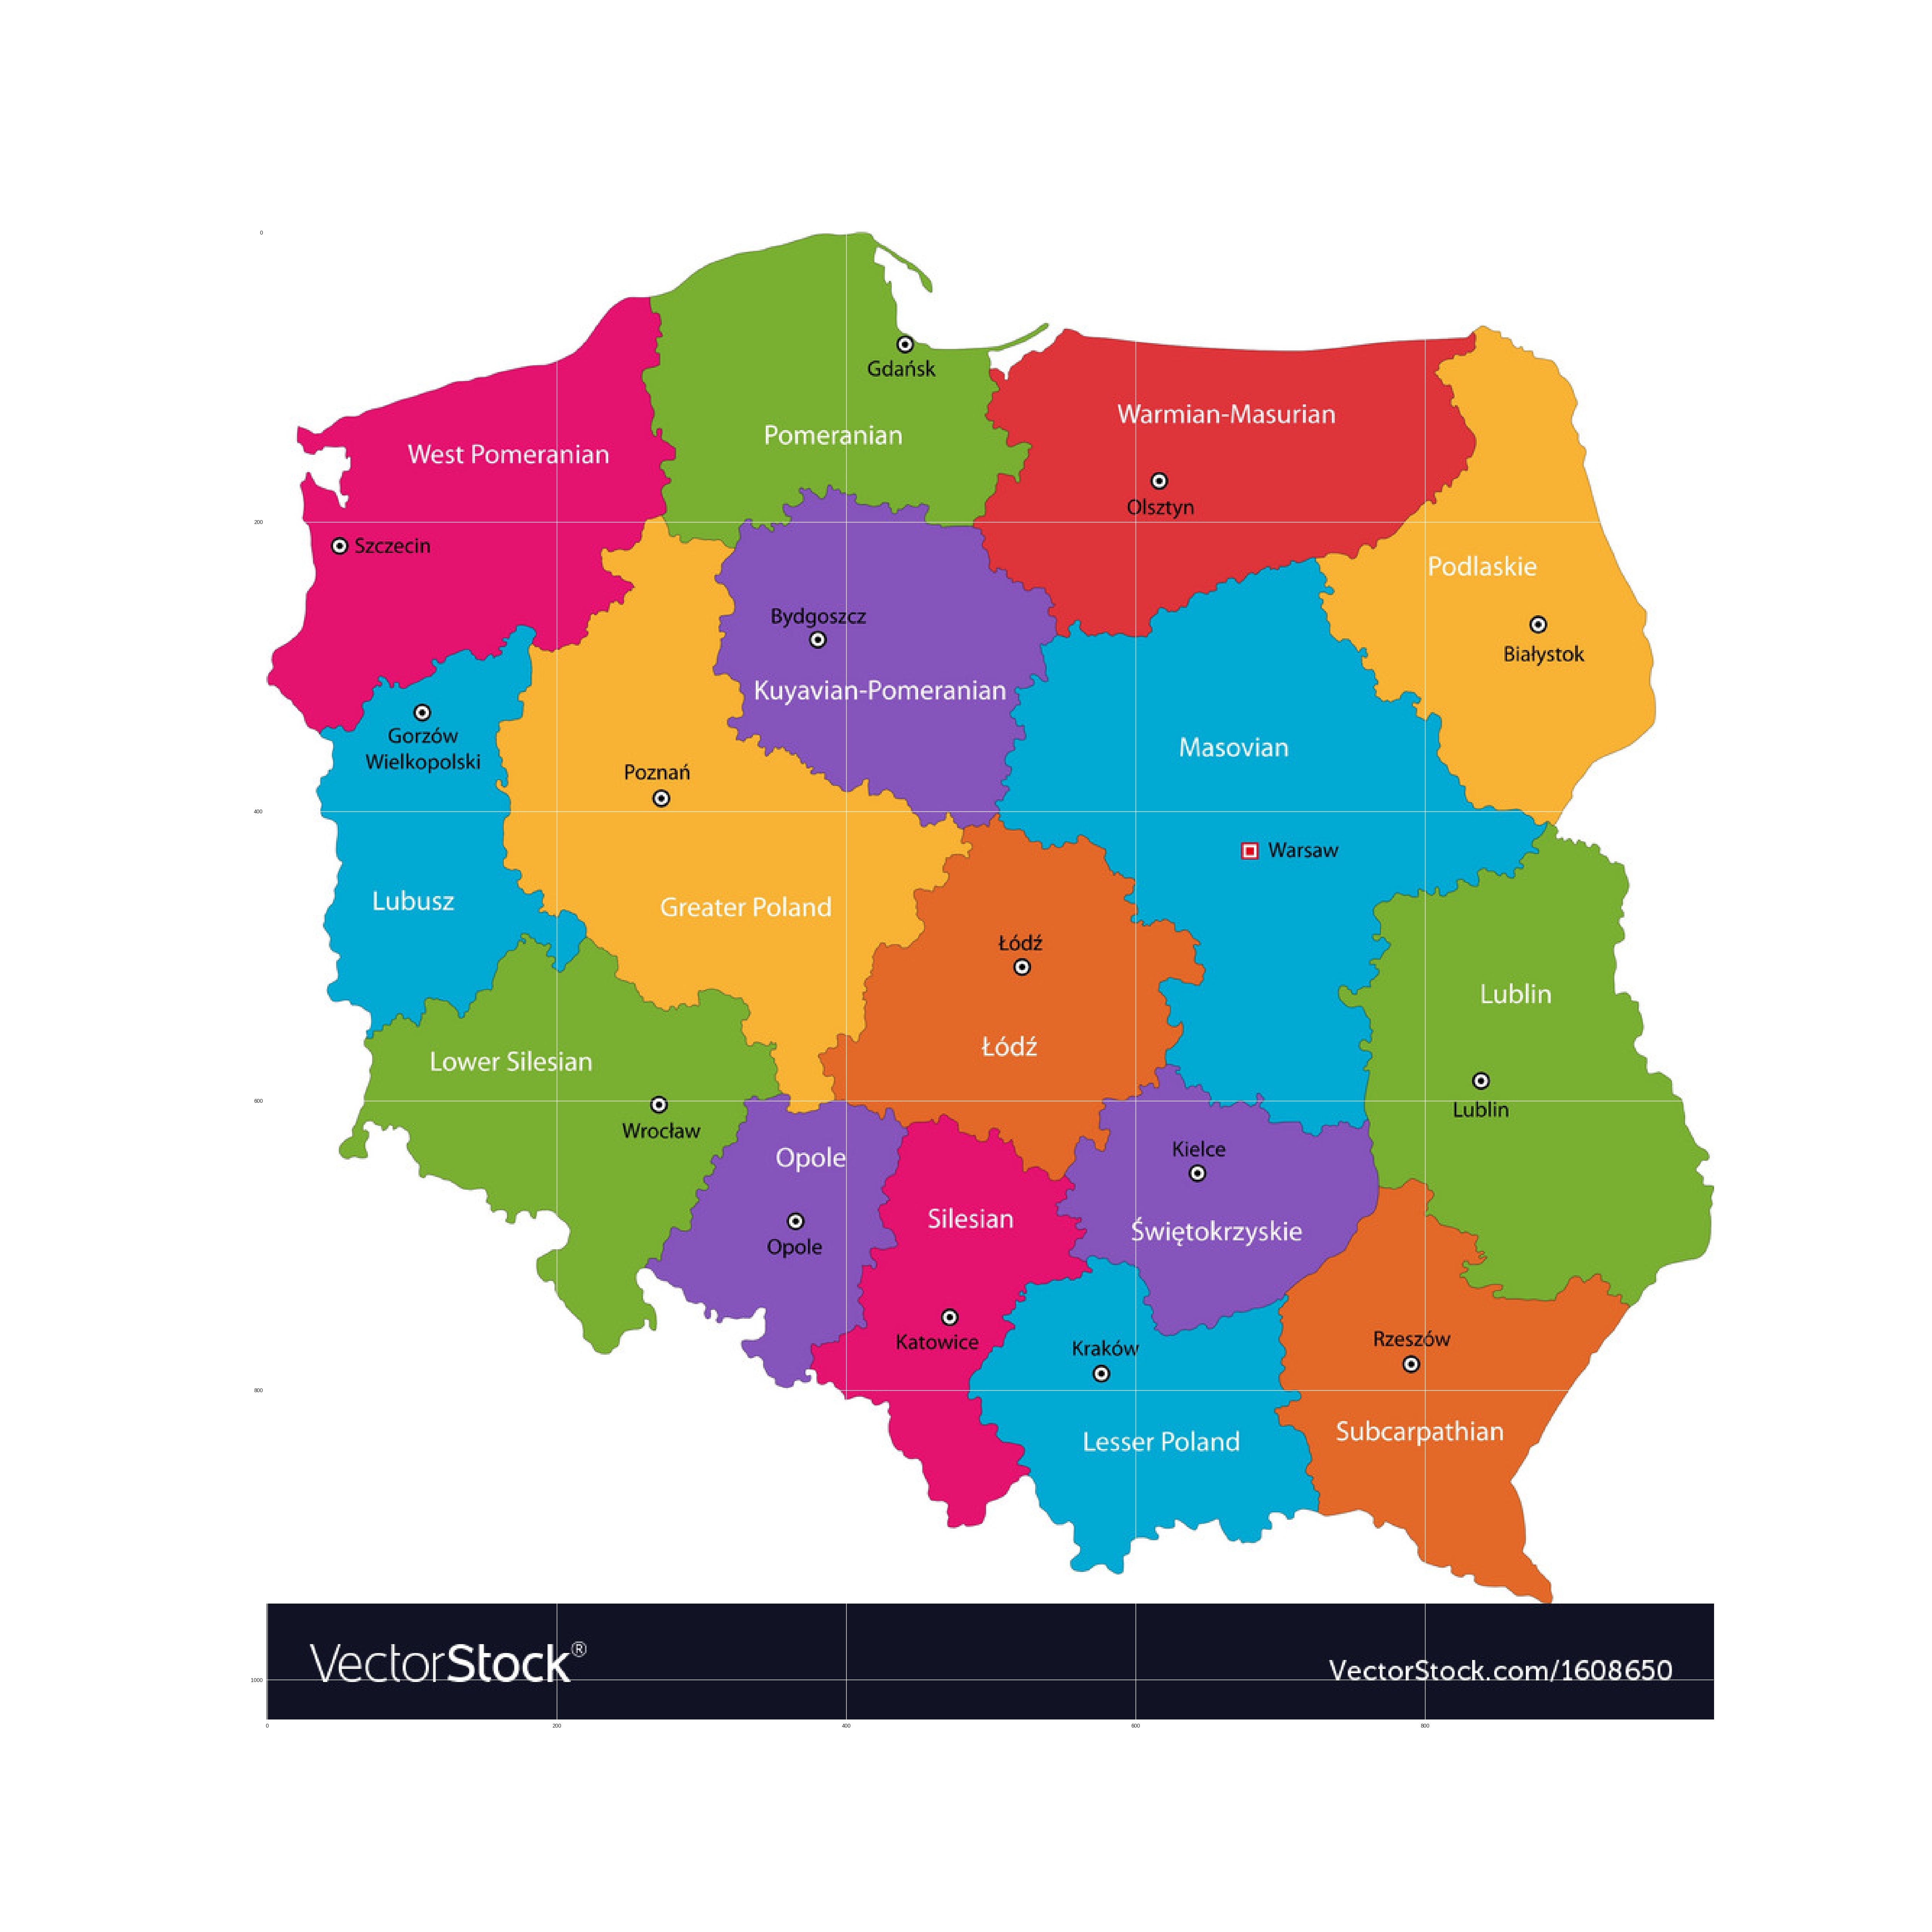 0
Gdańsk
Warmian-Masurian
Pomeranian
West Pomeranian
Olsztyn
200
Szczecin
Podlaskie
Bydgoszcz
Białystok
Kuyavian-Pomeranian
Gorzów
Wielkopolski
Masovian
Poznań
400
Warsaw
Lubusz
Greater Poland
Łódź
Lublin
Łódź
Lower Silesian
600
Lublin
Wrocław
Kielce
Opole
Silesian
Świętokrzyskie
Opole
Katowice
Kraków
Rzeszów
800
Subcarpathian
Lesser Poland
VectorStock®
VectorStock.com/1608650
1000
0 200 400 600 800